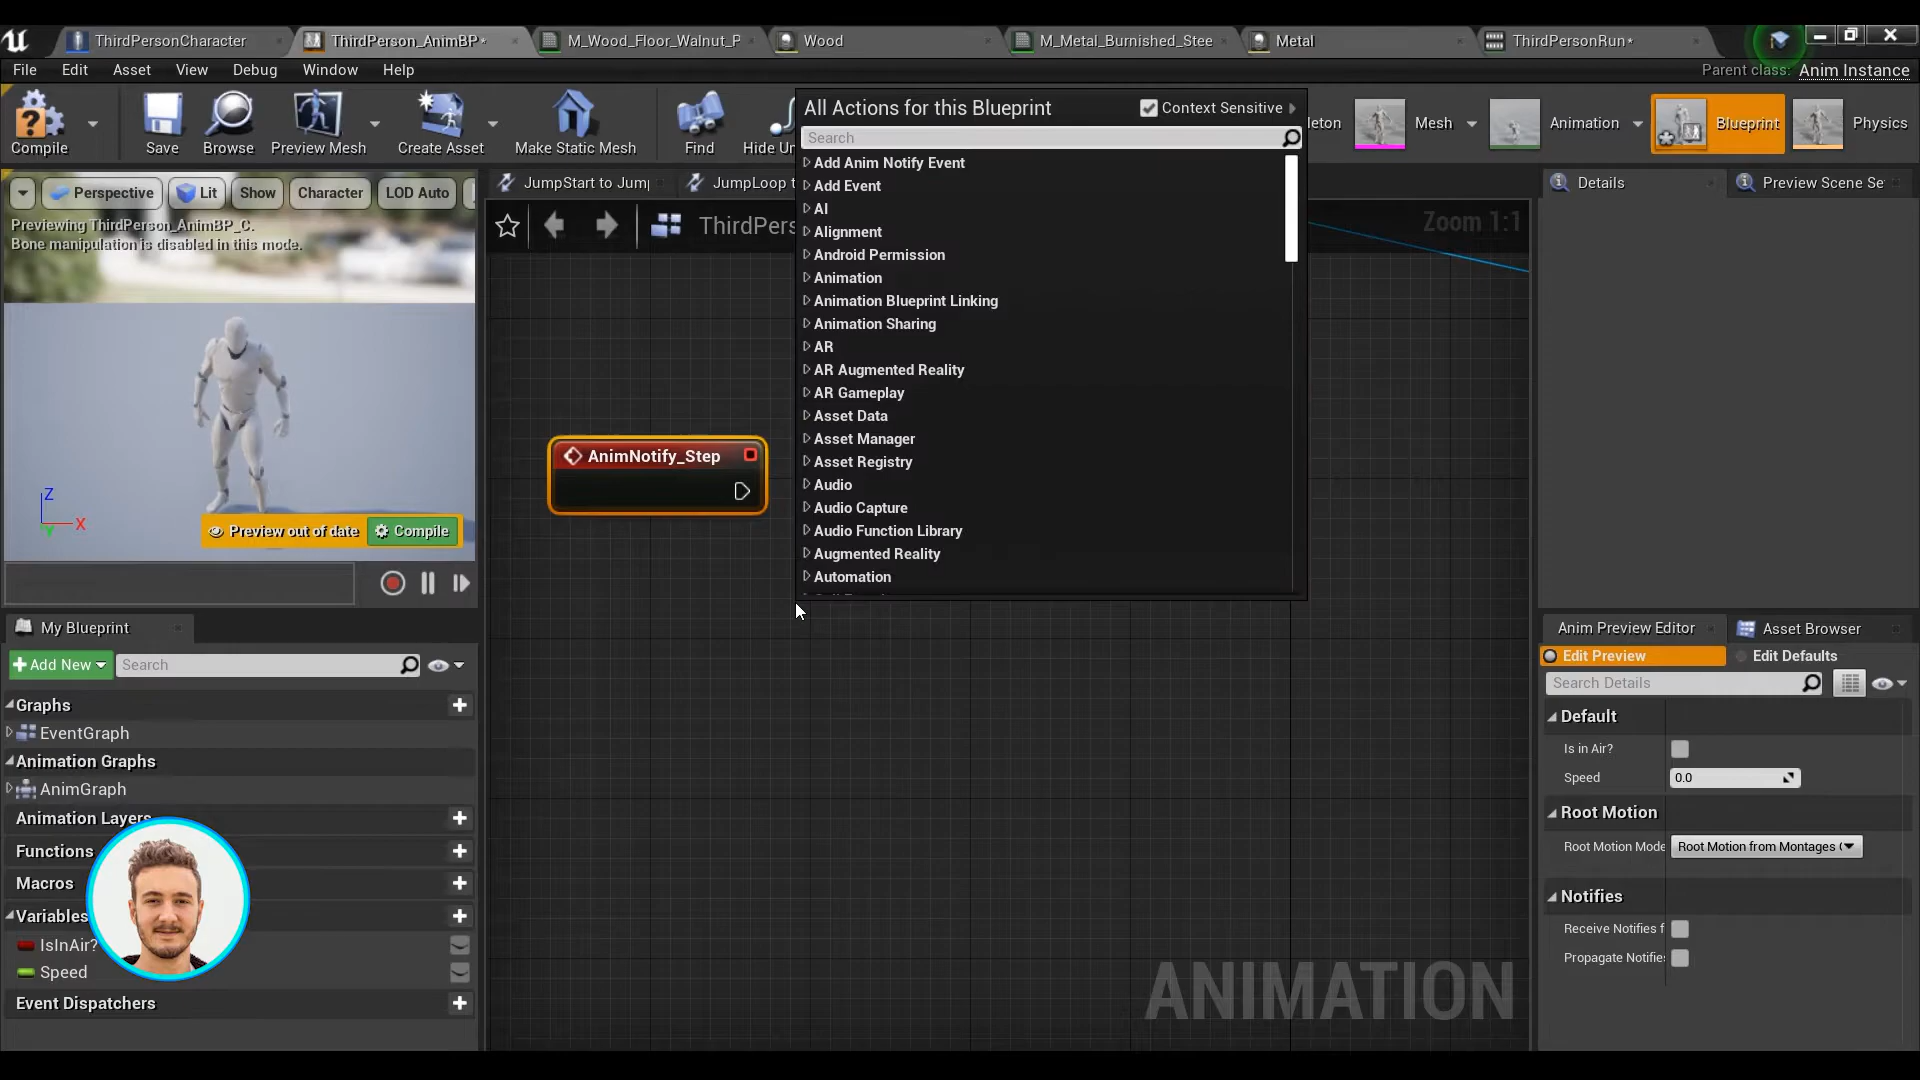 ThirdPersonCharacter
ThirdPerson_AnimBP*
M_Wood_Floor_Walnut_P
Wood
M_Metal_Burnished_Stee
Metal
ThirdPersonRun*
File Edit Asset View Debug Window Help
Parent class: Anim Instance
Compile
Save
Browse
Preview Mesh
Create Asset
Make Static Mesh
Find
Hide Un
leton
Mesh
Animation
Blueprint
Physics
All Actions for this Blueprint
Context Sensitive
Search
Add Anim Notify Event
Add Event
AI
Alignment
Android Permission
Animation
Animation Blueprint Linking
Animation Sharing
AR
AR Augmented Reality
AR Gameplay
Asset Data
Asset Manager
Asset Registry
Audio
Audio Capture
Audio Function Library
Augmented Reality
Automation
Perspective
Lit
Show
Character
LOD Auto
Previewing ThirdPerson_AnimBP_C.
Bone manipulation is disabled in this mode.
Z
X
Y
Preview out of date
Compile
JumpStart to Jump
JumpLoop t
ThirdPers
Zoom 1:1
AnimNotify_Step
ANIMATION
My Blueprint
Add New
Search
Graphs
EventGraph
Animation Graphs
AnimGraph
Animation Layers
Functions
Macros
Variables
IsInAir?
Speed
Event Dispatchers
Details
Preview Scene Se
Anim Preview Editor
Asset Browser
Edit Preview
Edit Defaults
Search Details
Default
Is in Air?
Speed 0.0
Root Motion
Root Motion Mode Root Motion from Montages (
Notifies
Receive Notifies f
Propagate Notifie